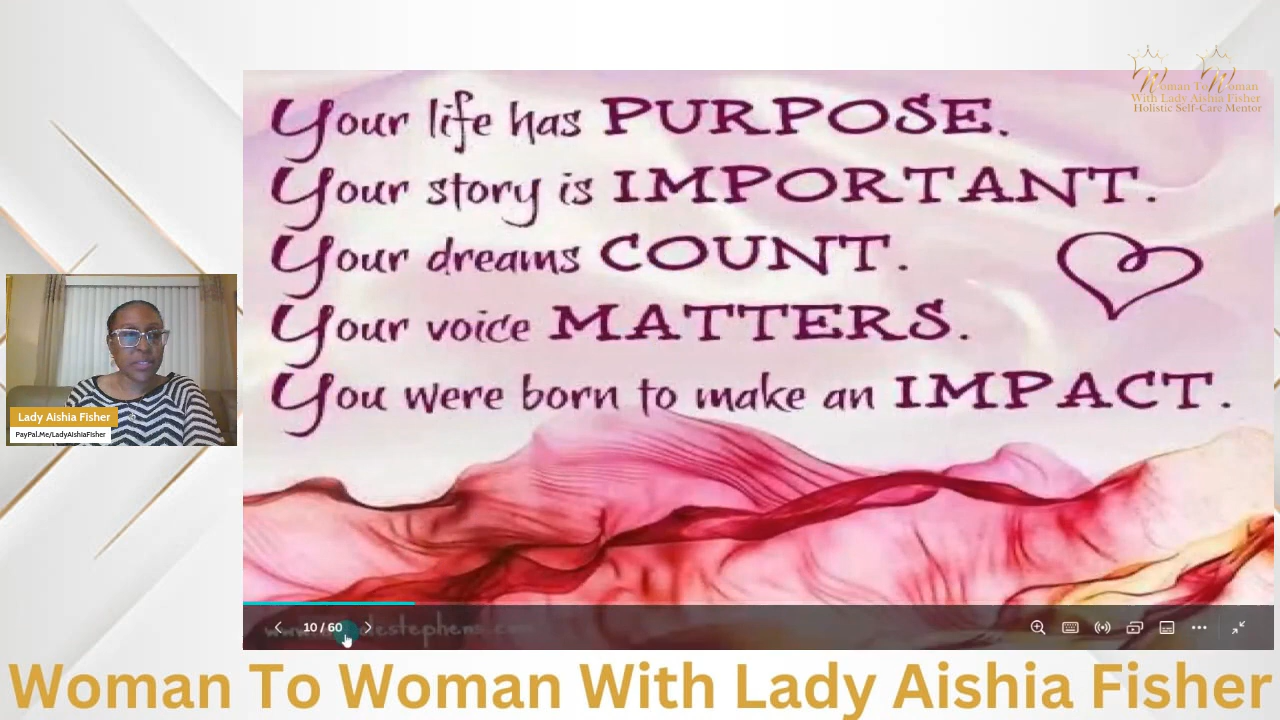 Woman To Woman
With Lady Aishia Fisher
Holistic Self-Care Mentor
Your life has PURPOSE.
Your story is IMPORTANT.
Your dreams COUNT.
Your voice MATTERS.
You were born to make an IMPACT.
Lady Aishia Fisher
PayPal.Me/LadyAishiaFisher
10 / 60
Woman To Woman With Lady Aishia Fisher